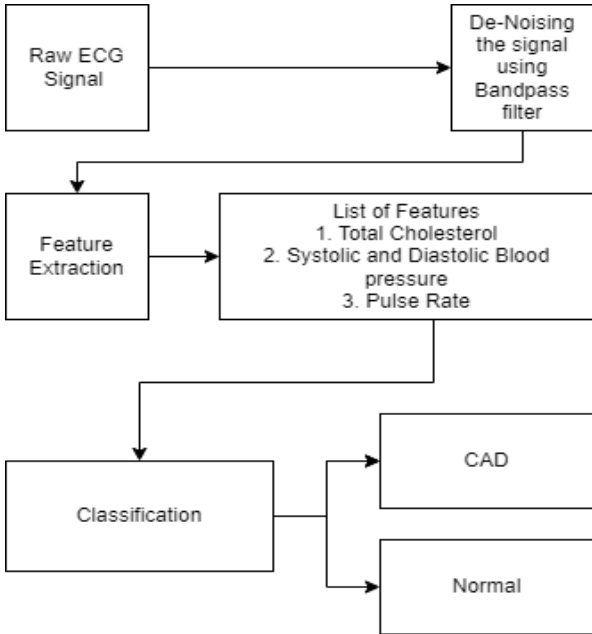 Raw ECG
Signal
De-Noising
the signal
using
Bandpass
filter
Feature
Extraction
List of Features
1. Total Cholesterol
2. Systolic and Diastolic Blood
pressure
3. Pulse Rate
Classification
CAD
Normal